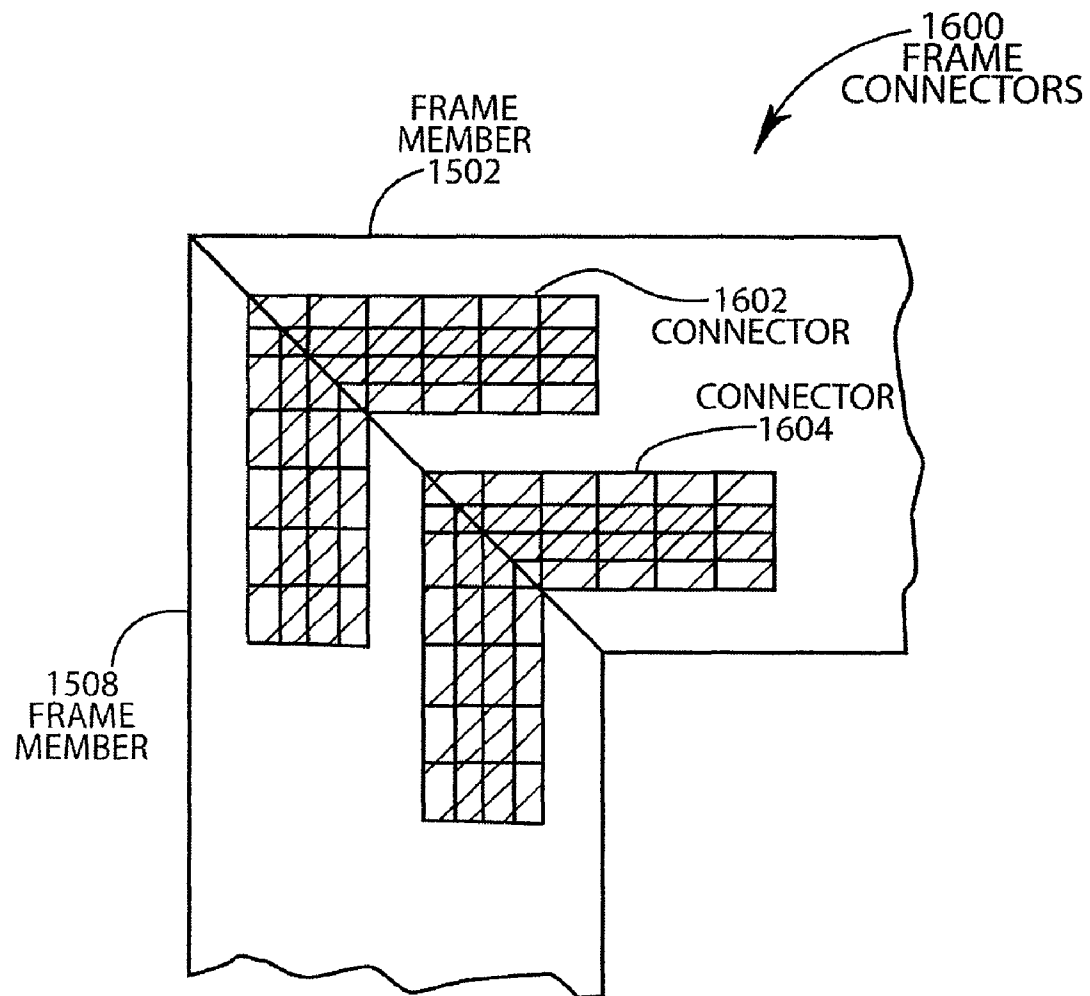 1600
FRAME
CONNECTORS
FRAME
MEMBER
1502
1602
CONNECTOR
CONNECTOR
1604
1508
FRAME
MEMBER